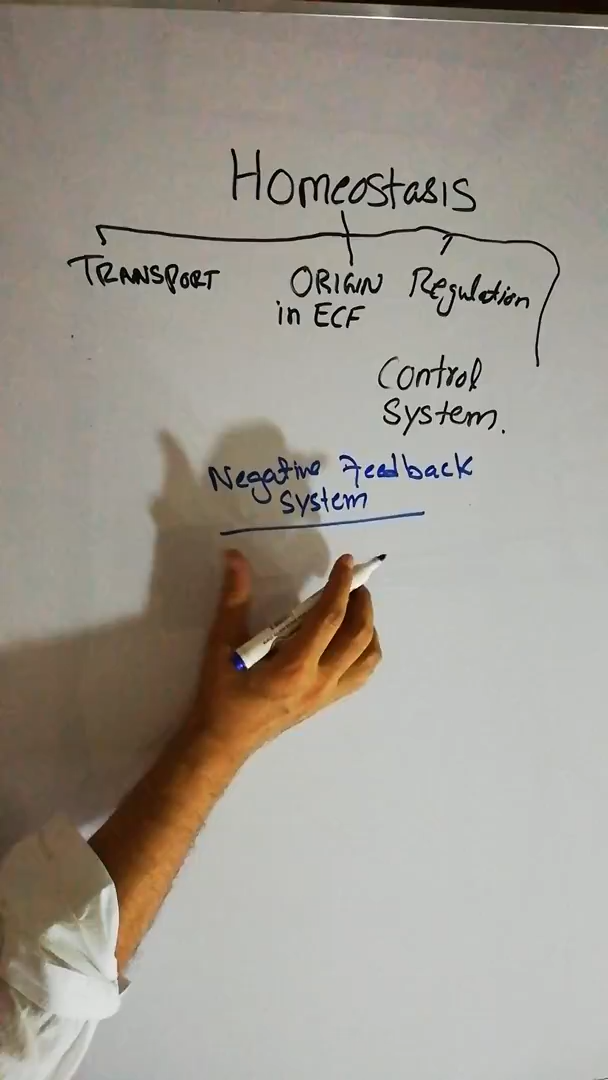 Homeostasis
TRANSPORT
ORIGIN
in ECF
Regulation
Control
System.
Negative Feedback
System